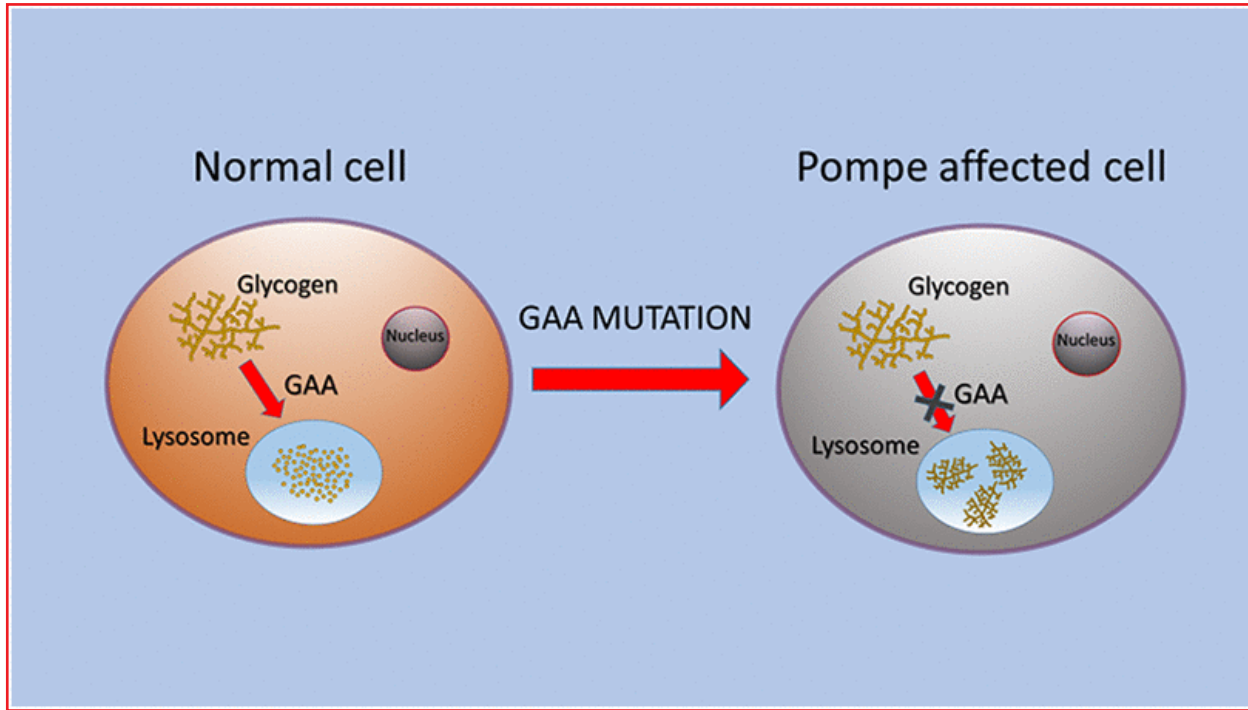 Normal cell
Glycogen
Nucleus
GAA
Lysosome
GAA MUTATION
Pompe affected cell
Glycogen
Nucleus
GAA
Lysosome